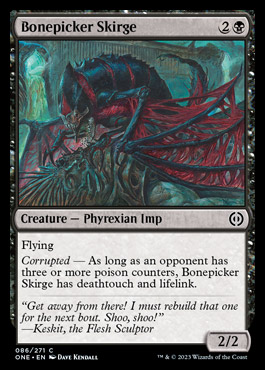 Bonepicker Skirge 2
Creature — Phyrexian Imp
Flying
Corrupted — As long as an opponent has
three or more poison counters, Bonepicker
Skirge has deathtouch and lifelink.
“Get away from there! I must rebuild that one
for the next bout. Shoo, shoo!”
—Keskit, the Flesh Sculptor
2/2
086/271 C
ONE • EN DAVE KENDALL
™ & © 2023 Wizards of the Coast